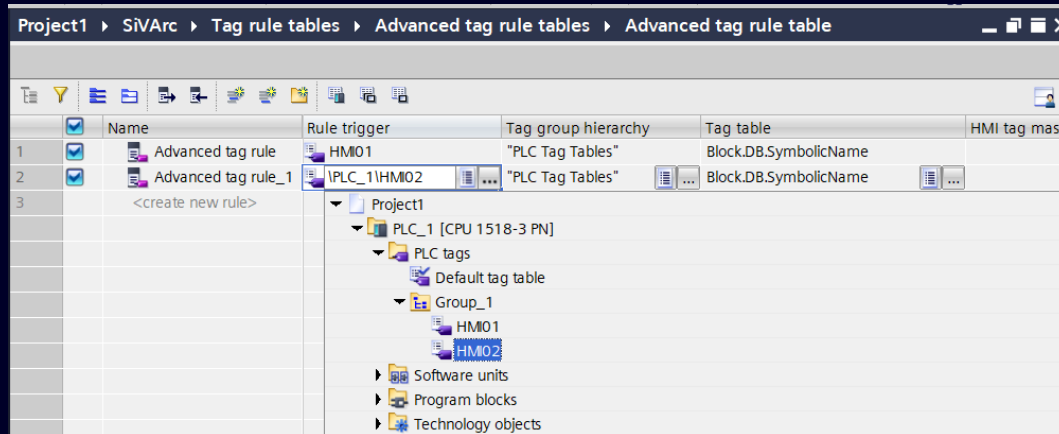 Project1 ▸ SiVArc ▸ Tag rule tables ▸ Advanced tag rule tables ▸ Advanced tag rule table
Name Rule trigger Tag group hierarchy Tag table HMI tag mas
1 Advanced tag rule HMI01 "PLC Tag Tables" Block.DB.SymbolicName
2 Advanced tag rule_1 \PLC_1\HMI02 ... "PLC Tag Tables" ... Block.DB.SymbolicName ...
3 <create new rule>
Project1
PLC_1 [CPU 1518-3 PN]
PLC tags
Default tag table
Group_1
HMI01
HMI02
Software units
Program blocks
Technology objects